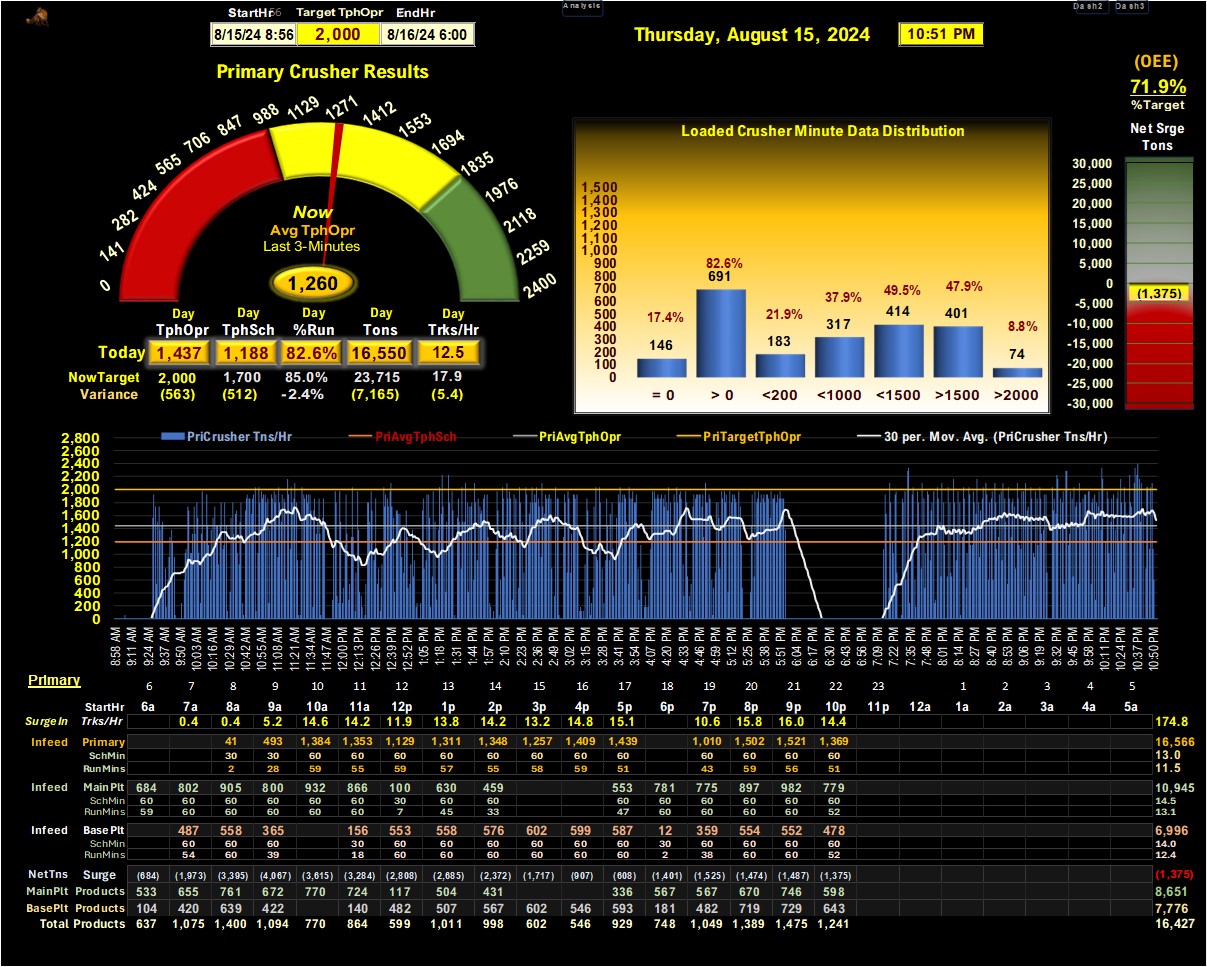 StartHr56 Target TphOpr EndHr
8/15/24 8:56 2,000 8/16/24 6:00
Analysis
Dash2 Dash3
Thursday, August 15, 2024 10:51 PM
(OEE)
71.9%
%Target
Primary Crusher Results
0 141 282 424 565 706 847 988 1129 1271 1412 1553 1694 1835 1976 2118 2259 2400
Now
Avg TphOpr
Last 3-Minutes
1,260
Day Day Day Day Day
TphOpr TphSch %Run Tons Trks/Hr
Today 1,437 1,188 82.6% 16,550 12.5
NowTarget 2,000 1,700 85.0% 23,715 17.9
Variance (563) (512) -2.4% (7,165) (5.4)
Loaded Crusher Minute Data Distribution
1,500
1,400
1,300
1,200
1,100
1,000
900
800
700
600
500
400
300
200
100
0
17.4% 82.6% 21.9% 37.9% 49.5% 47.9% 8.8%
146 691 183 317 414 401 74
= 0 > 0 <200 <1000 <1500 >1500 >2000
Net Srge
Tons
30,000
25,000
20,000
15,000
10,000
5,000
0
(1,375)
-5,000
-10,000
-15,000
-20,000
-25,000
-30,000
PriCrusher Tns/Hr PriAvgTphSch PriAvgTphOpr PriTargetTphOpr 30 per. Mov. Avg. (PriCrusher Tns/Hr)
2,800
2,600
2,400
2,200
2,000
1,800
1,600
1,400
1,200
1,000
800
600
400
200
0
8:58 AM 9:11 AM 9:24 AM 9:37 AM 9:50 AM 10:03 AM 10:16 AM 10:29 AM 10:42 AM 10:55 AM 11:08 AM 11:21 AM 11:34 AM 11:47 AM 12:00 PM 12:13 PM 12:26 PM 12:39 PM 12:52 PM 1:05 PM 1:18 PM 1:31 PM 1:44 PM 1:57 PM 2:10 PM 2:23 PM 2:36 PM 2:49 PM 3:02 PM 3:15 PM 3:28 PM 3:41 PM 3:54 PM 4:07 PM 4:20 PM 4:33 PM 4:46 PM 4:59 PM 5:12 PM 5:25 PM 5:38 PM 5:51 PM 6:04 PM 6:17 PM 6:30 PM 6:43 PM 6:56 PM 7:09 PM 7:22 PM 7:35 PM 7:48 PM 8:01 PM 8:14 PM 8:27 PM 8:40 PM 8:53 PM 9:06 PM 9:19 PM 9:32 PM 9:45 PM 9:58 PM 10:11 PM 10:24 PM 10:37 PM 10:50 PM
Primary
6 7 8 9 10 11 12 13 14 15 16 17 18 19 20 21 22 23 1 2 3 4 5
StartHr 6a 7a 8a 9a 10a 11a 12p 1p 2p 3p 4p 5p 6p 7p 8p 9p 10p 11p 12a 1a 2a 3a 4a 5a
SurgeIn Trks/Hr 0.4 0.4 5.2 14.6 14.2 11.9 13.8 14.2 13.2 14.8 15.1 10.6 15.8 16.0 14.4 174.8
Infeed Primary 41 493 1,384 1,353 1,129 1,311 1,348 1,257 1,409 1,439 1,010 1,502 1,521 1,369 16,566
SchMin 30 30 60 60 60 60 60 60 60 60 60 60 60 60 13.0
RunMins 2 28 59 55 59 57 55 58 59 51 43 59 56 51 11.5
Infeed MainPlt 684 802 905 800 932 866 100 630 459 553 781 775 897 982 779 10,945
SchMin 60 60 60 60 60 60 30 60 60 60 60 60 60 60 60 14.5
RunMins 59 60 60 60 60 60 7 45 33 47 60 60 60 60 52 13.1
Infeed BasePlt 487 558 365 156 553 558 576 602 599 587 12 359 554 552 478 6,996
SchMin 60 60 60 30 60 60 60 60 60 60 30 60 60 60 60 14.0
RunMins 54 60 39 18 60 60 60 60 60 60 2 38 60 60 52 12.4
NetTns Surge (684) (1,973) (3,395) (4,067) (3,615) (3,284) (2,808) (2,685) (2,372) (1,717) (907) (608) (1,401) (1,525) (1,474) (1,487) (1,375) (1,375)
MainPlt Products 533 655 761 672 770 724 117 504 431 336 567 567 670 746 598 8,651
BasePlt Products 104 420 639 422 140 482 507 567 602 546 593 181 482 719 729 643 7,776
Total Products 637 1,075 1,400 1,094 770 864 599 1,011 998 602 546 929 748 1,049 1,389 1,475 1,241 16,427